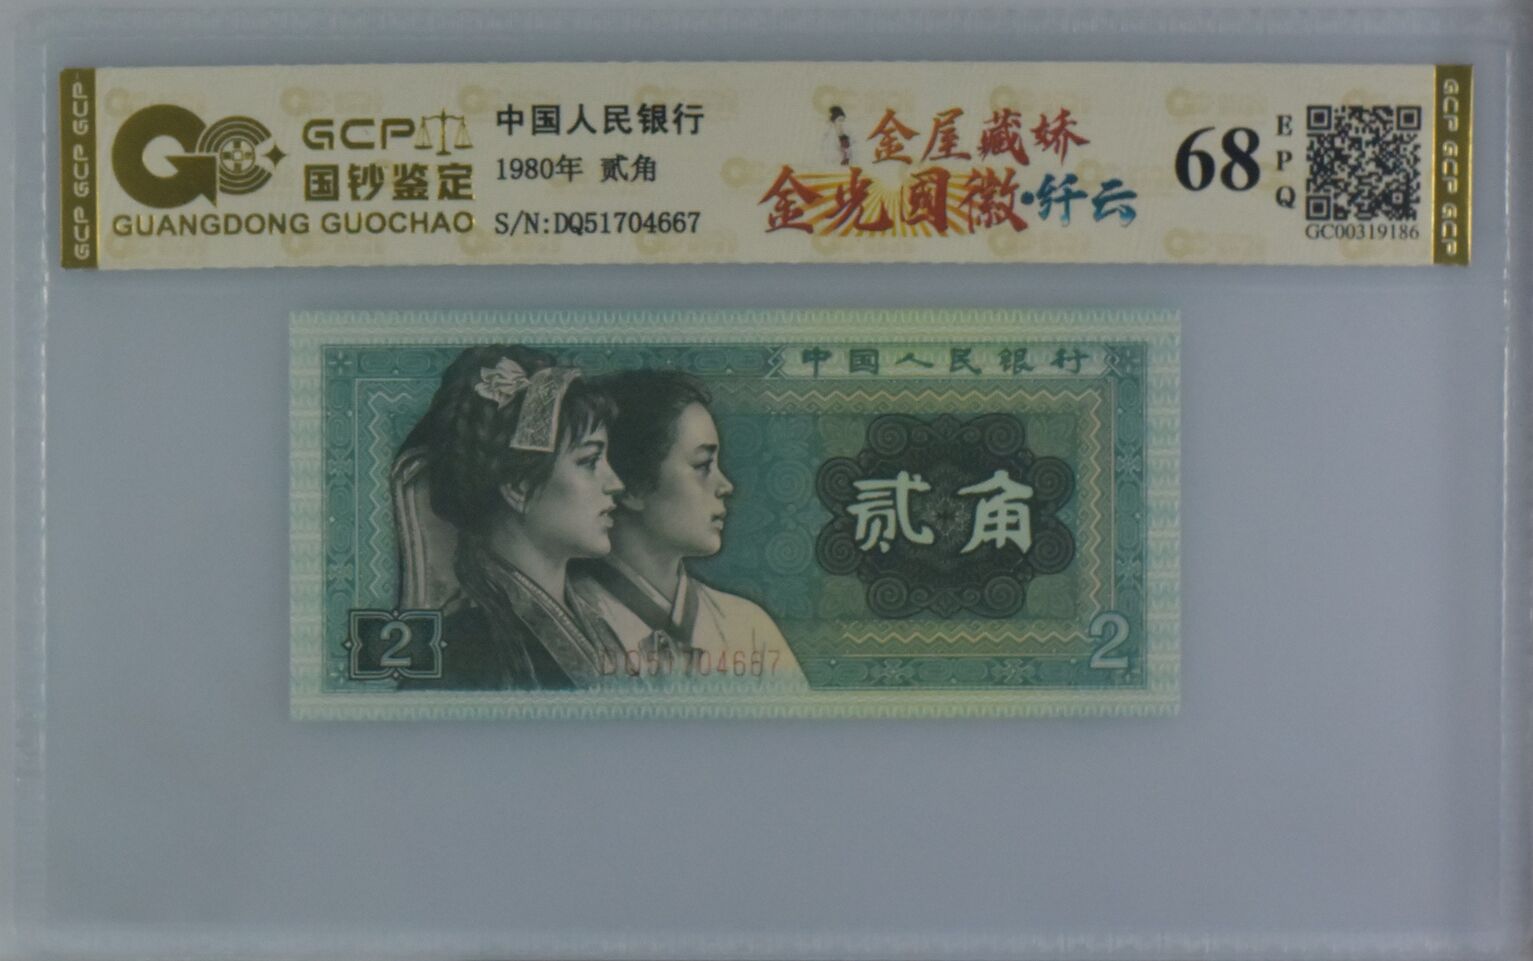 GCP GCP GCP
GCP
国钞鉴定
GUANGDONG GUOCHAO
中国人民银行
1980年 贰角
S/N:DQ51704667
金屋藏娇
金光國徽·纤云
68
EPQ
GC00319186
GCP GCP GCP
中国人民银行
贰角
2
2
DQ51704667